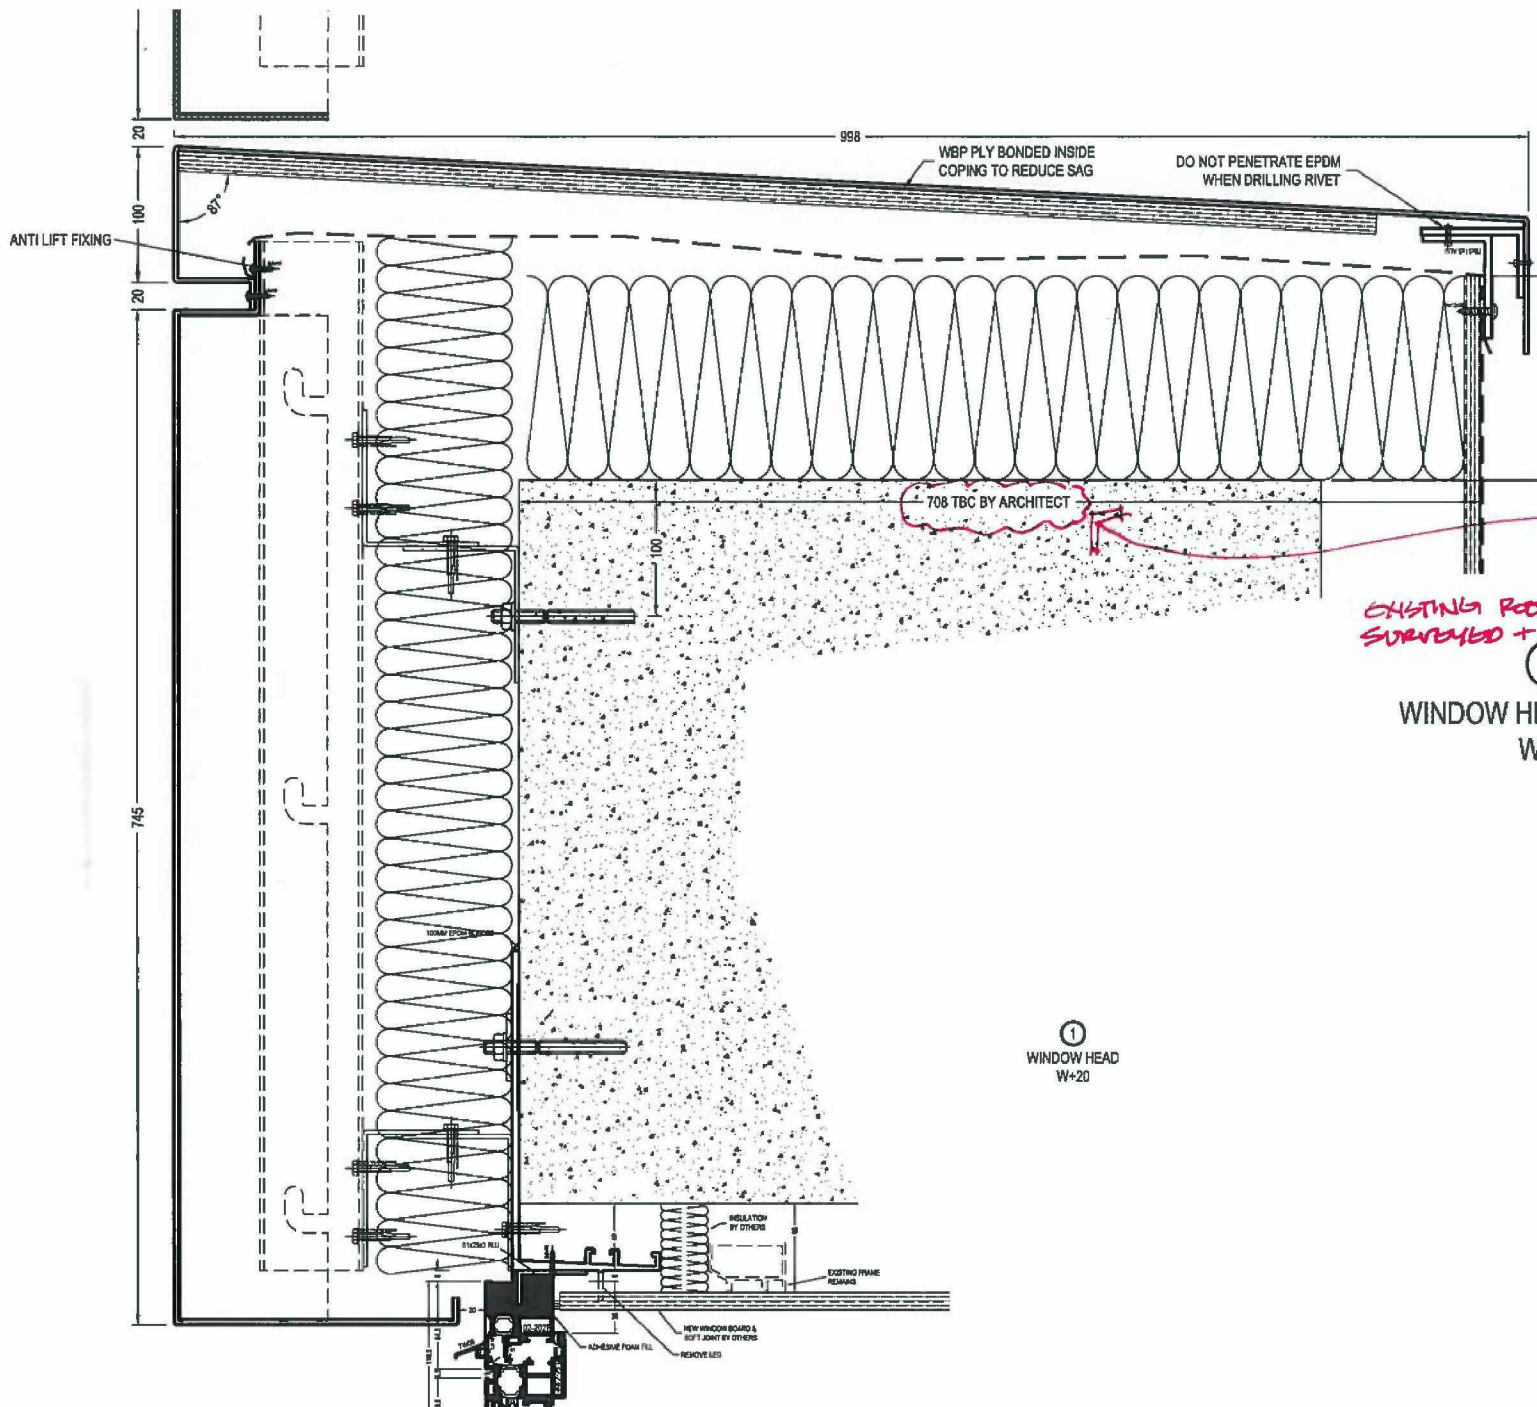 20
998
WBP PLY BONDED INSIDE
COPING TO REDUCE SAG
DO NOT PENETRATE EPDM
WHEN DRILLING RIVET
87°
100
ANTI LIFT FIXING
20
708 TBC BY ARCHITECT
100
EXISTING
SURVEYED +
WINDOW HE
W
745
100MM EPDM
1
WINDOW HEAD
W+20
INSULATION
BY OTHERS
EXISTING FRAME
REMAINS
20
NEW WINDOW BOARD &
SOFT JOINT BY OTHERS
ADHESIVE FOAM FILL
REMOVE LEG